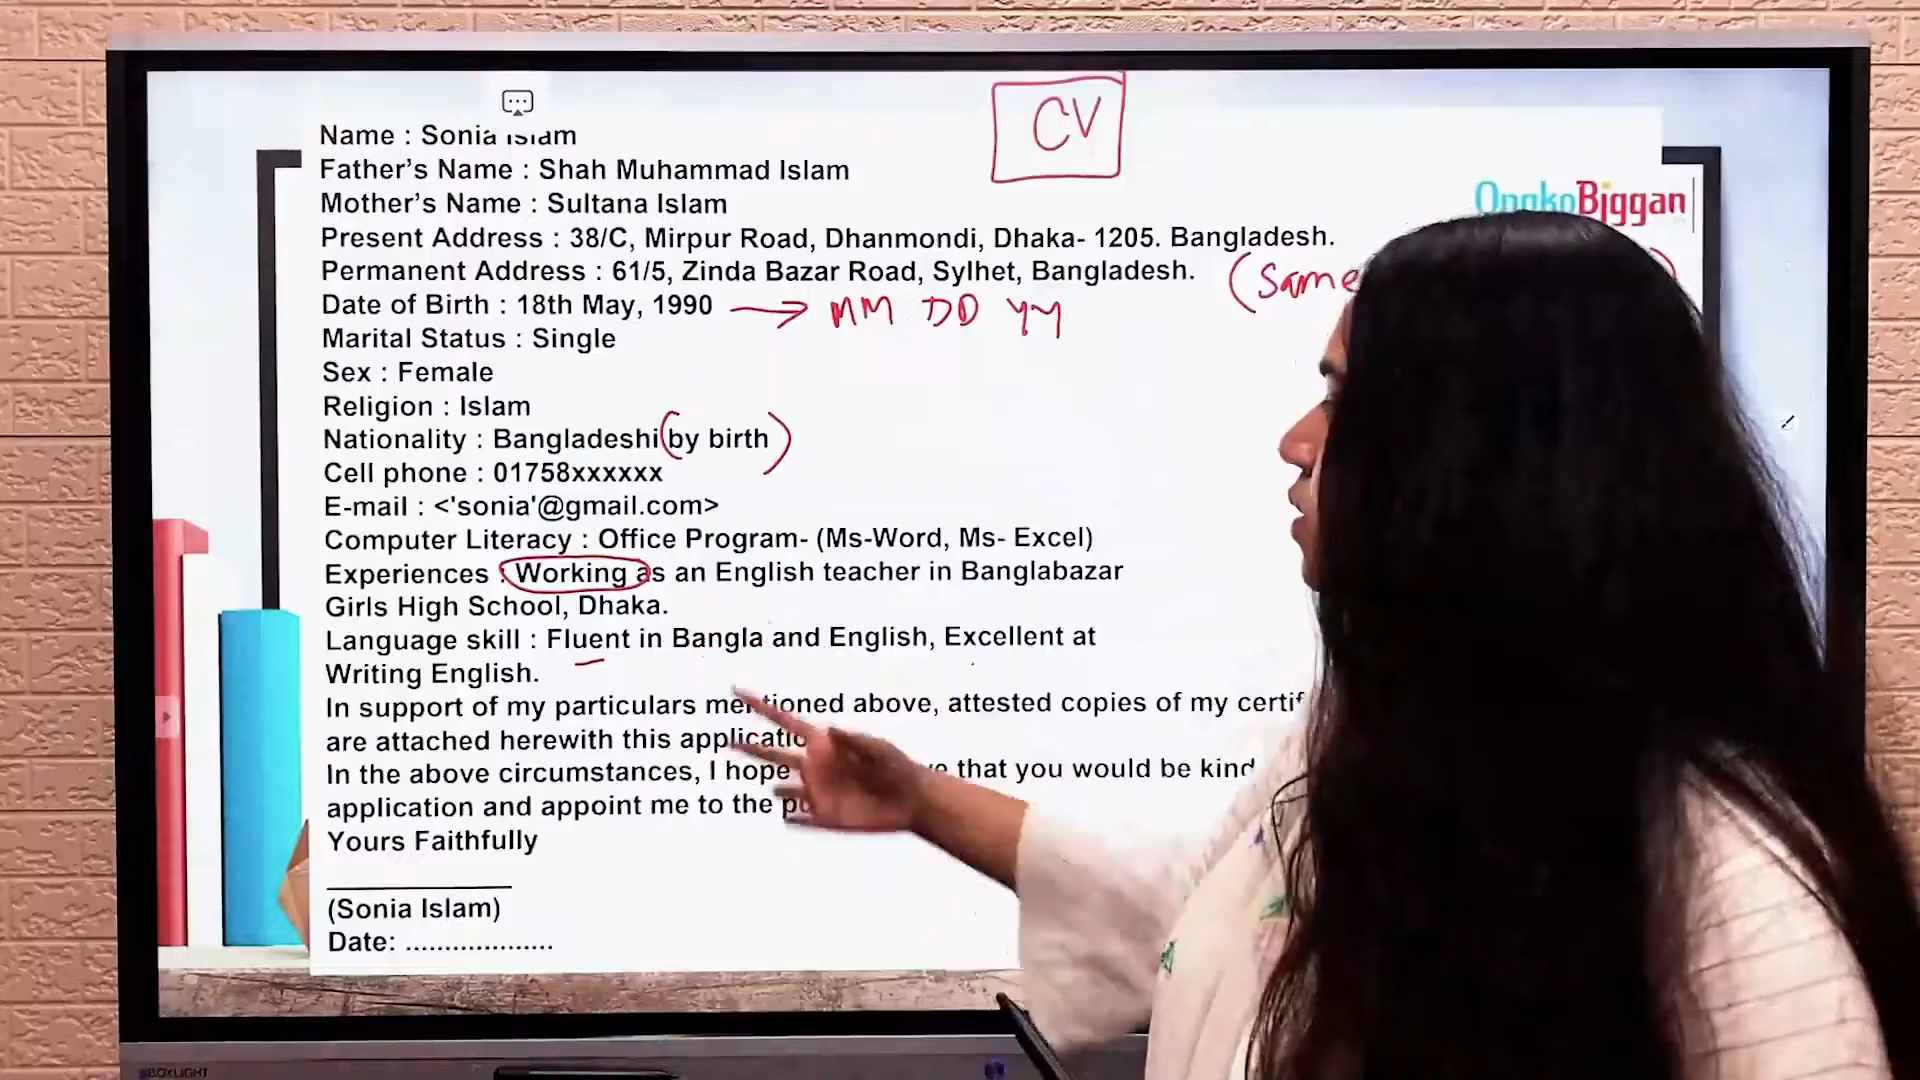 CV
Name : Sonia Islam
Father's Name : Shah Muhammad Islam
Mother's Name : Sultana Islam
OngkoBiggan
Present Address : 38/C, Mirpur Road, Dhanmondi, Dhaka- 1205. Bangladesh.
Permanent Address : 61/5, Zinda Bazar Road, Sylhet, Bangladesh. (Same )
Date of Birth : 18th May, 1990 → MM DD YY
Marital Status : Single
Sex : Female
Religion : Islam
Nationality : Bangladeshi (by birth)
Cell phone : 01758xxxxxx
E-mail : <'sonia'@gmail.com>
Computer Literacy : Office Program- (Ms-Word, Ms- Excel)
Experiences : Working as an English teacher in Banglabazar
Girls High School, Dhaka.
Language skill : Fluent in Bangla and English, Excellent at
Writing English.
In support of my particulars mentioned above, attested copies of my
are attached herewith this
In the above circumstances, I hope that you would be kind
application and appoint me to the
Yours Faithfully
(Sonia Islam)
Date: ...................
BOXLIGHT